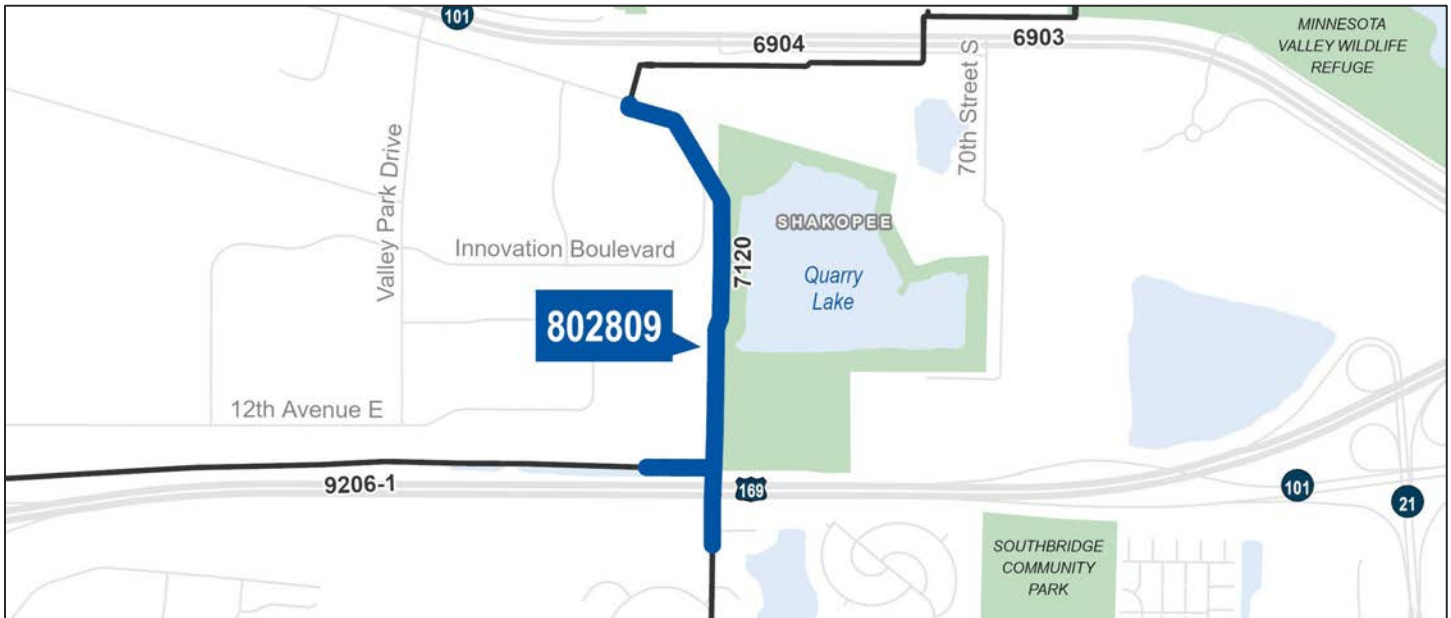 101
6904
6903
MINNESOTA
VALLEY WILDLIFE
REFUGE
Valley Park Drive
70th Street S
SHAKOPEE
Innovation Boulevard
7120
Quarry
Lake
802809
12th Avenue E
9206-1
169
101
21
SOUTHBRIDGE
COMMUNITY
PARK